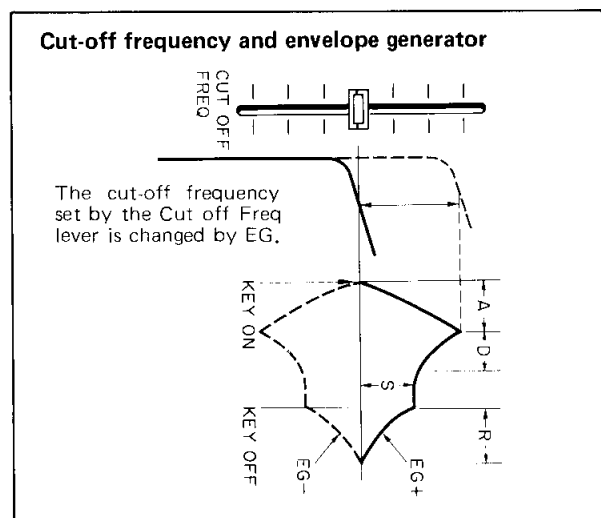 Cut-off frequency and envelope generator
CUT OFF
FREQ
The cut-off frequency
set by the Cut off Freq
lever is changed by EG.
KEY ON
A
D
S
R
KEY OFF
EG−
EG+